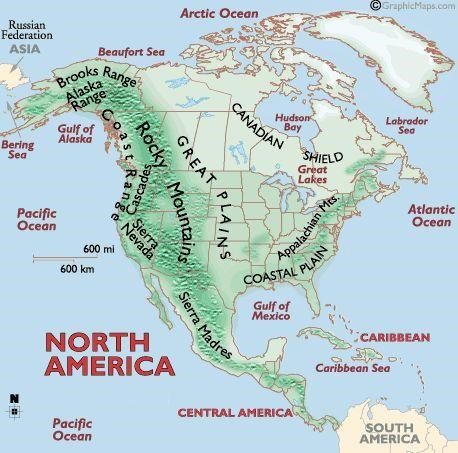 ©GraphicMaps.com
Arctic Ocean
Russian
Federation
ASIA
Beaufort Sea
Brooks Range
Alaska
Range
Bering
Sea
Gulf of
Alaska
Coast Range
Rocky Mountains
GREAT PLAINS
CANADIAN
SHIELD
Hudson
Bay
Labrador
Sea
Great
Lakes
Cascades
Sierra
Nevada
Pacific
Ocean
Appalachian Mts.
Atlantic
Ocean
COASTAL PLAIN
600 mi
600 km
Sierra Madres
Gulf of
Mexico
NORTH
AMERICA
CARIBBEAN
Caribbean Sea
N
CENTRAL AMERICA
Pacific
Ocean
SOUTH
AMERICA